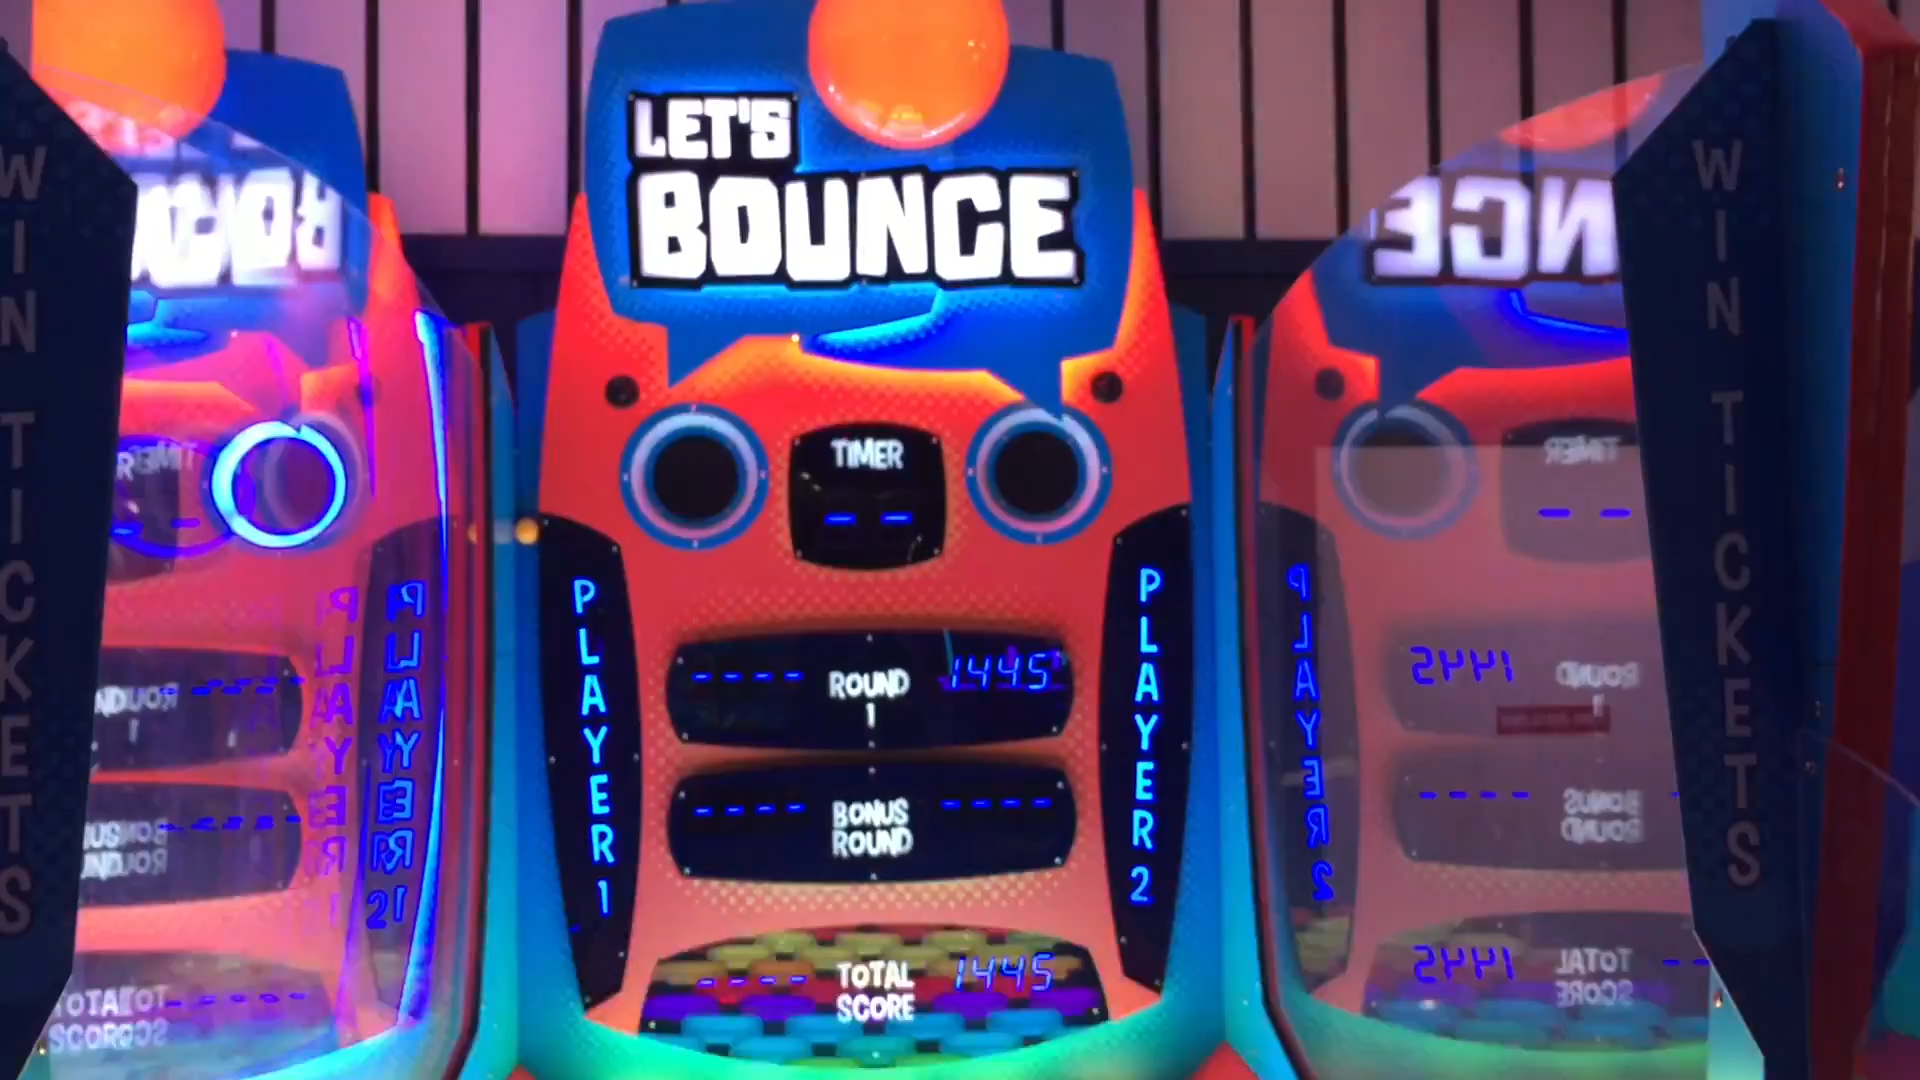 LET'S
BOUNCE
TIMER
-- 
PLAYER 1
PLAYER 2
---- ROUND 1 1445
---- BONUS ROUND ----
---- TOTAL SCORE 1445
WIN TICKETS
WIN TICKETS